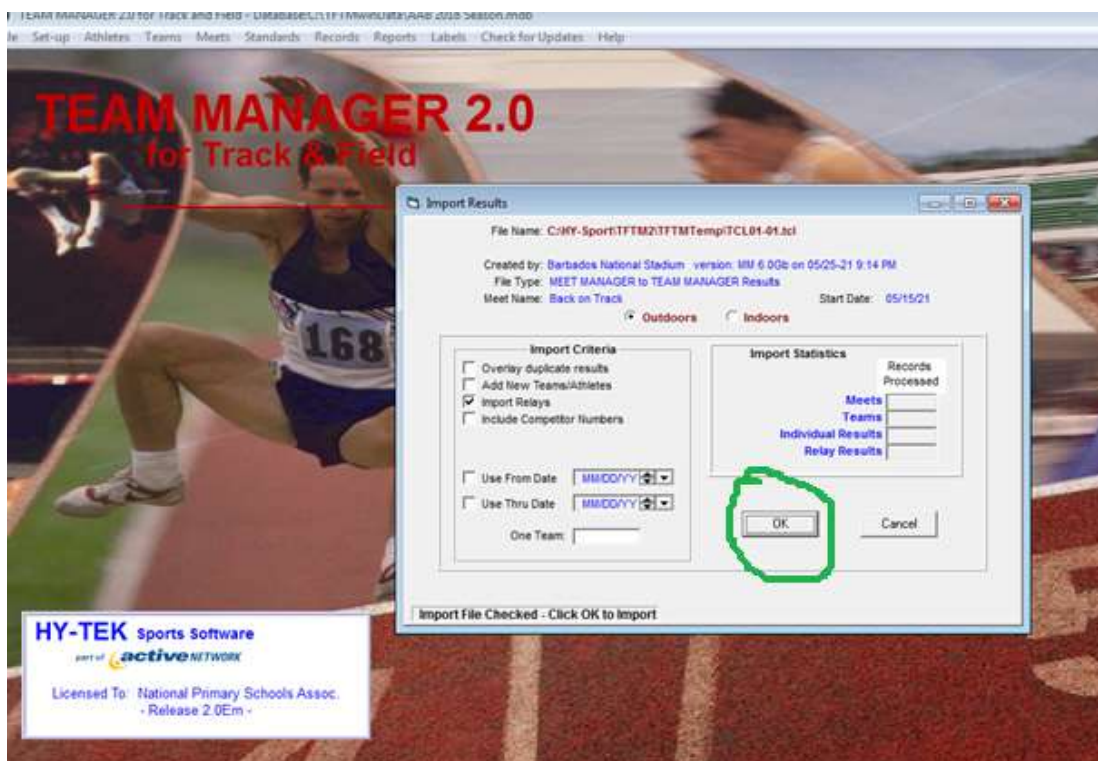 TEAM MANAGER 2.0 for Track and Field - Database:C:\TFTMwinData\AAB 2018 Season.mdb
Set-up Athletes Teams Meets Standards Records Reports Labels Check for Updates Help
TEAM MANAGER 2.0
for Track & Field
168
Import Results
File Name: C:\HY-Sport\TFTM2\TFTMTemp\TCL01-01.tcl
Created by: Barbados National Stadium version: MM 6.0Gb on 05/25-21 9:14 PM
File Type: MEET MANAGER to TEAM MANAGER Results
Meet Name: Back on Track Start Date: 05/15/21
Outdoors Indoors
Import Criteria
Overlay duplicate results
Add New Teams/Athletes
Import Relays
Include Competitor Numbers
Use From Date MM/DD/YY
Use Thru Date MM/DD/YY
One Team:
Import Statistics
Records
Processed
Meets
Teams
Individual Results
Relay Results
OK Cancel
Import File Checked - Click OK to Import
HY-TEK Sports Software
part of active NETWORK
Licensed To: National Primary Schools Assoc.
- Release 2.0Em -